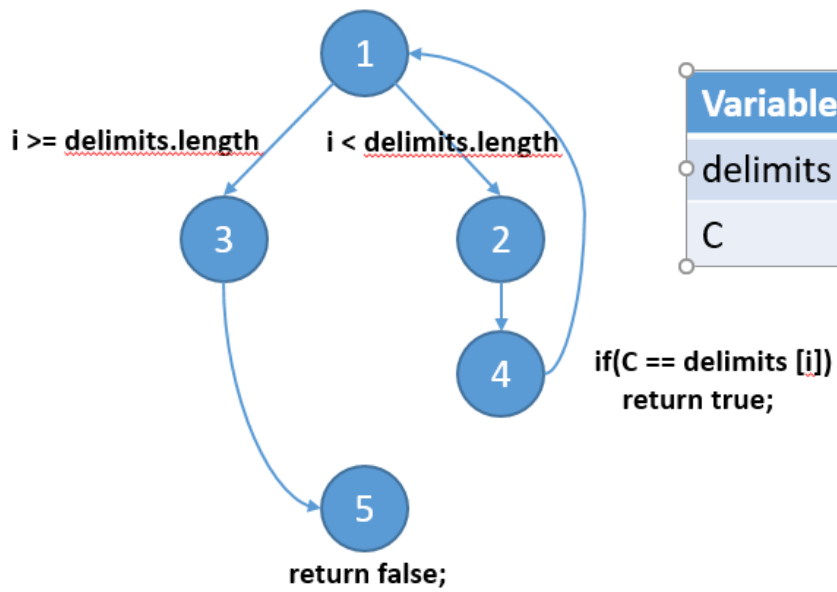 1
i >= delimits.length
i < delimits.length
Variable
delimits
C
3
2
4
if(C == delimits [i])
return true;
5
return false;